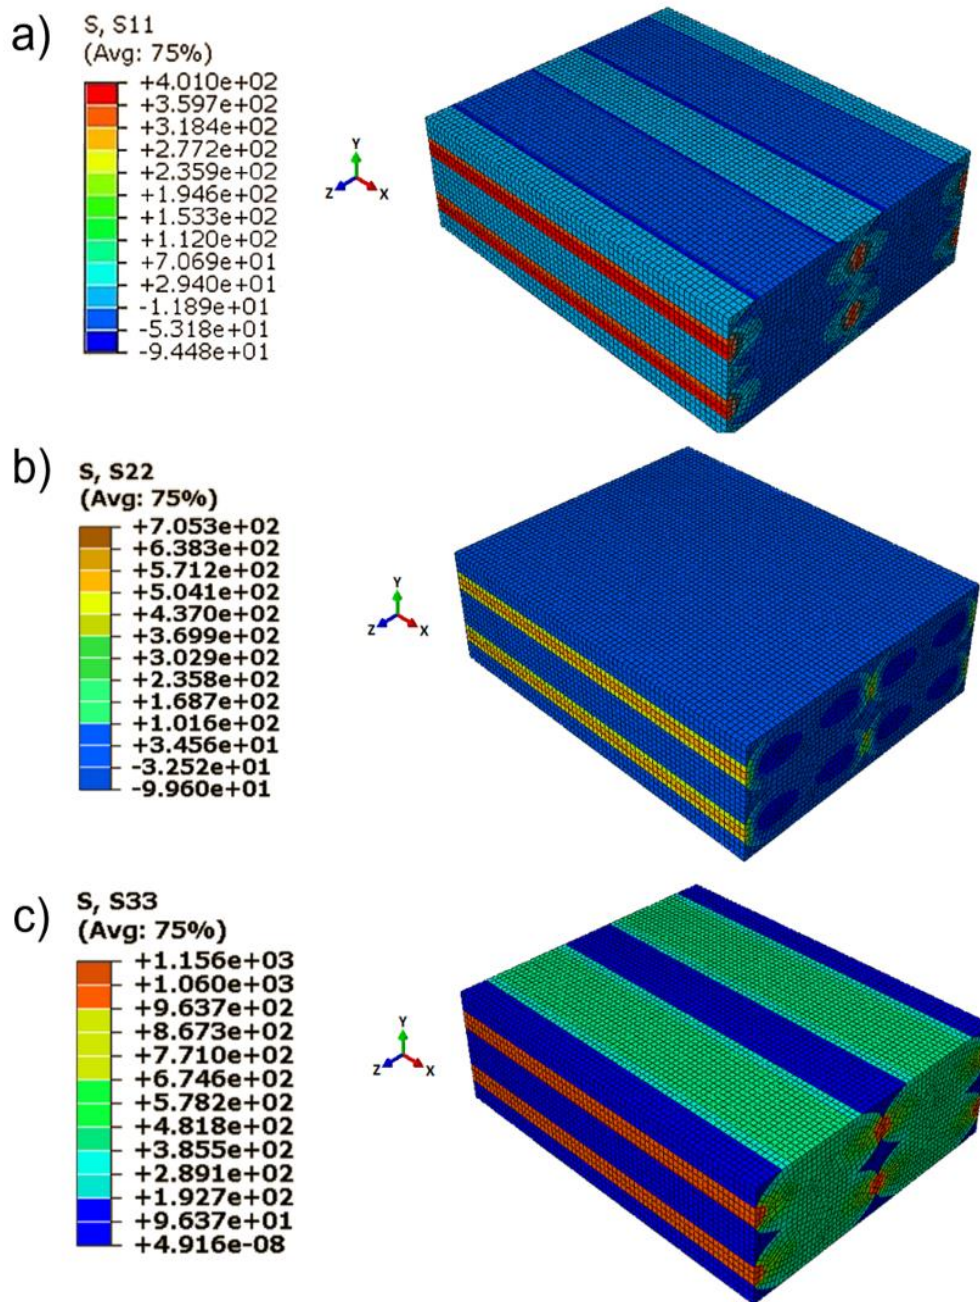 a)
S, S11
(Avg: 75%)
+4.010e+02
+3.597e+02
+3.184e+02
+2.772e+02
+2.359e+02
+1.946e+02
+1.533e+02
+1.120e+02
+7.069e+01
+2.940e+01
-1.189e+01
-5.318e+01
-9.448e+01
Y
Z X
b)
S, S22
(Avg: 75%)
+7.053e+02
+6.383e+02
+5.712e+02
+5.041e+02
+4.370e+02
+3.699e+02
+3.029e+02
+2.358e+02
+1.687e+02
+1.016e+02
+3.456e+01
-3.252e+01
-9.960e+01
Y
Z X
c)
S, S33
(Avg: 75%)
+1.156e+03
+1.060e+03
+9.637e+02
+8.673e+02
+7.710e+02
+6.746e+02
+5.782e+02
+4.818e+02
+3.855e+02
+2.891e+02
+1.927e+02
+9.637e+01
+4.916e-08
Y
Z X